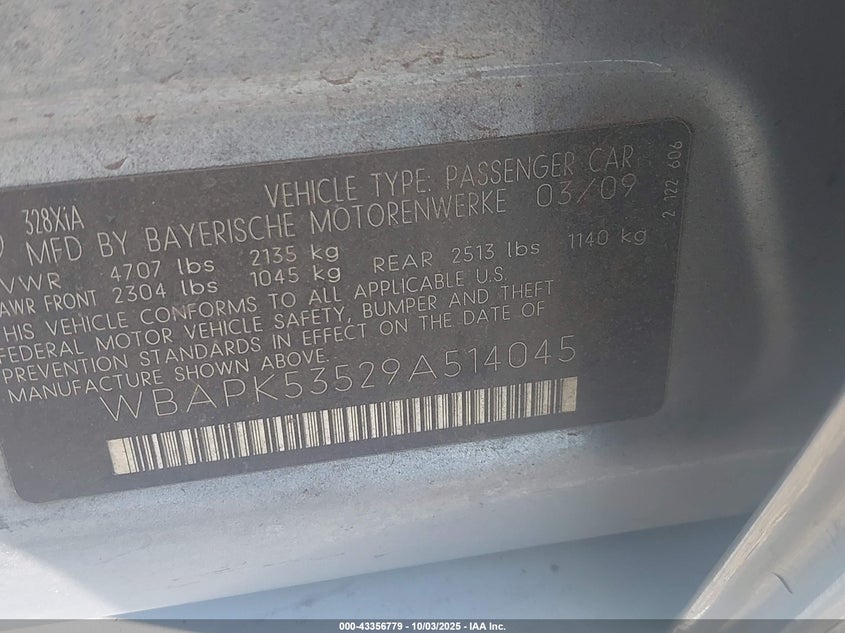 328XiA
VEHICLE TYPE: PASSENGER CAR
MFD BY BAYERISCHE MOTORENWERKE 03/09
VWR 4707 lbs 2135 kg
AWR FRONT 2304 lbs 1045 kg REAR 2513 lbs 1140 kg
HIS VEHICLE CONFORMS TO ALL APPLICABLE U.S.
FEDERAL MOTOR VEHICLE SAFETY, BUMPER AND THEFT
PREVENTION STANDARDS IN EFFECT ON THE DATE OF
MANUFACTURE SHOWN ABOVE.
WBAPK53529A514045
2 122 606
000-43356779 - 10/03/2025 - IAA Inc.